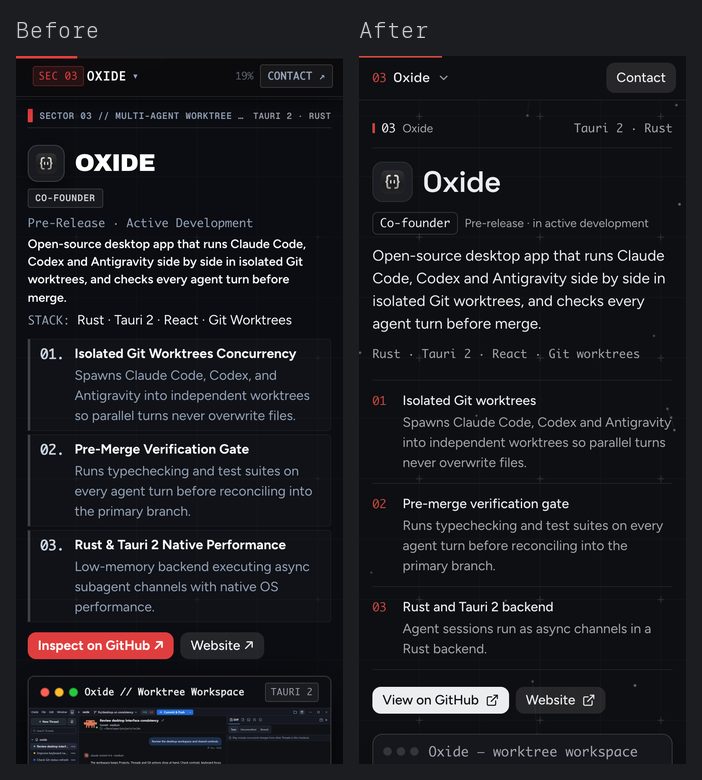 Before
SEC 03 OXIDE ▾ 19% CONTACT ↗
SECTOR 03 // MULTI-AGENT WORKTREE … TAURI 2 · RUST
OXIDE
CO-FOUNDER
Pre-Release · Active Development
Open-source desktop app that runs Claude Code,
Codex and Antigravity side by side in isolated Git
worktrees, and checks every agent turn before
merge.
STACK: Rust · Tauri 2 · React · Git Worktrees
01. Isolated Git Worktrees Concurrency
Spawns Claude Code, Codex, and
Antigravity into independent worktrees
so parallel turns never overwrite files.
02. Pre-Merge Verification Gate
Runs typechecking and test suites on
every agent turn before reconciling into
the primary branch.
03. Rust & Tauri 2 Native Performance
Low-memory backend executing async
subagent channels with native OS
performance.
Inspect on GitHub ↗ Website ↗
Oxide // Worktree Workspace TAURI 2
After
03 Oxide Contact
03 Oxide Tauri 2 · Rust
Oxide
Co-founder Pre-release · in active development
Open-source desktop app that runs Claude
Code, Codex and Antigravity side by side in
isolated Git worktrees, and checks every
agent turn before merge.
Rust · Tauri 2 · React · Git worktrees
01 Isolated Git worktrees
Spawns Claude Code, Codex and Antigravity
into independent worktrees so parallel turns
never overwrite files.
02 Pre-merge verification gate
Runs typechecking and test suites on every
agent turn before reconciling into the
primary branch.
03 Rust and Tauri 2 backend
Agent sessions run as async channels in a
Rust backend.
View on GitHub Website
Oxide — worktree workspace